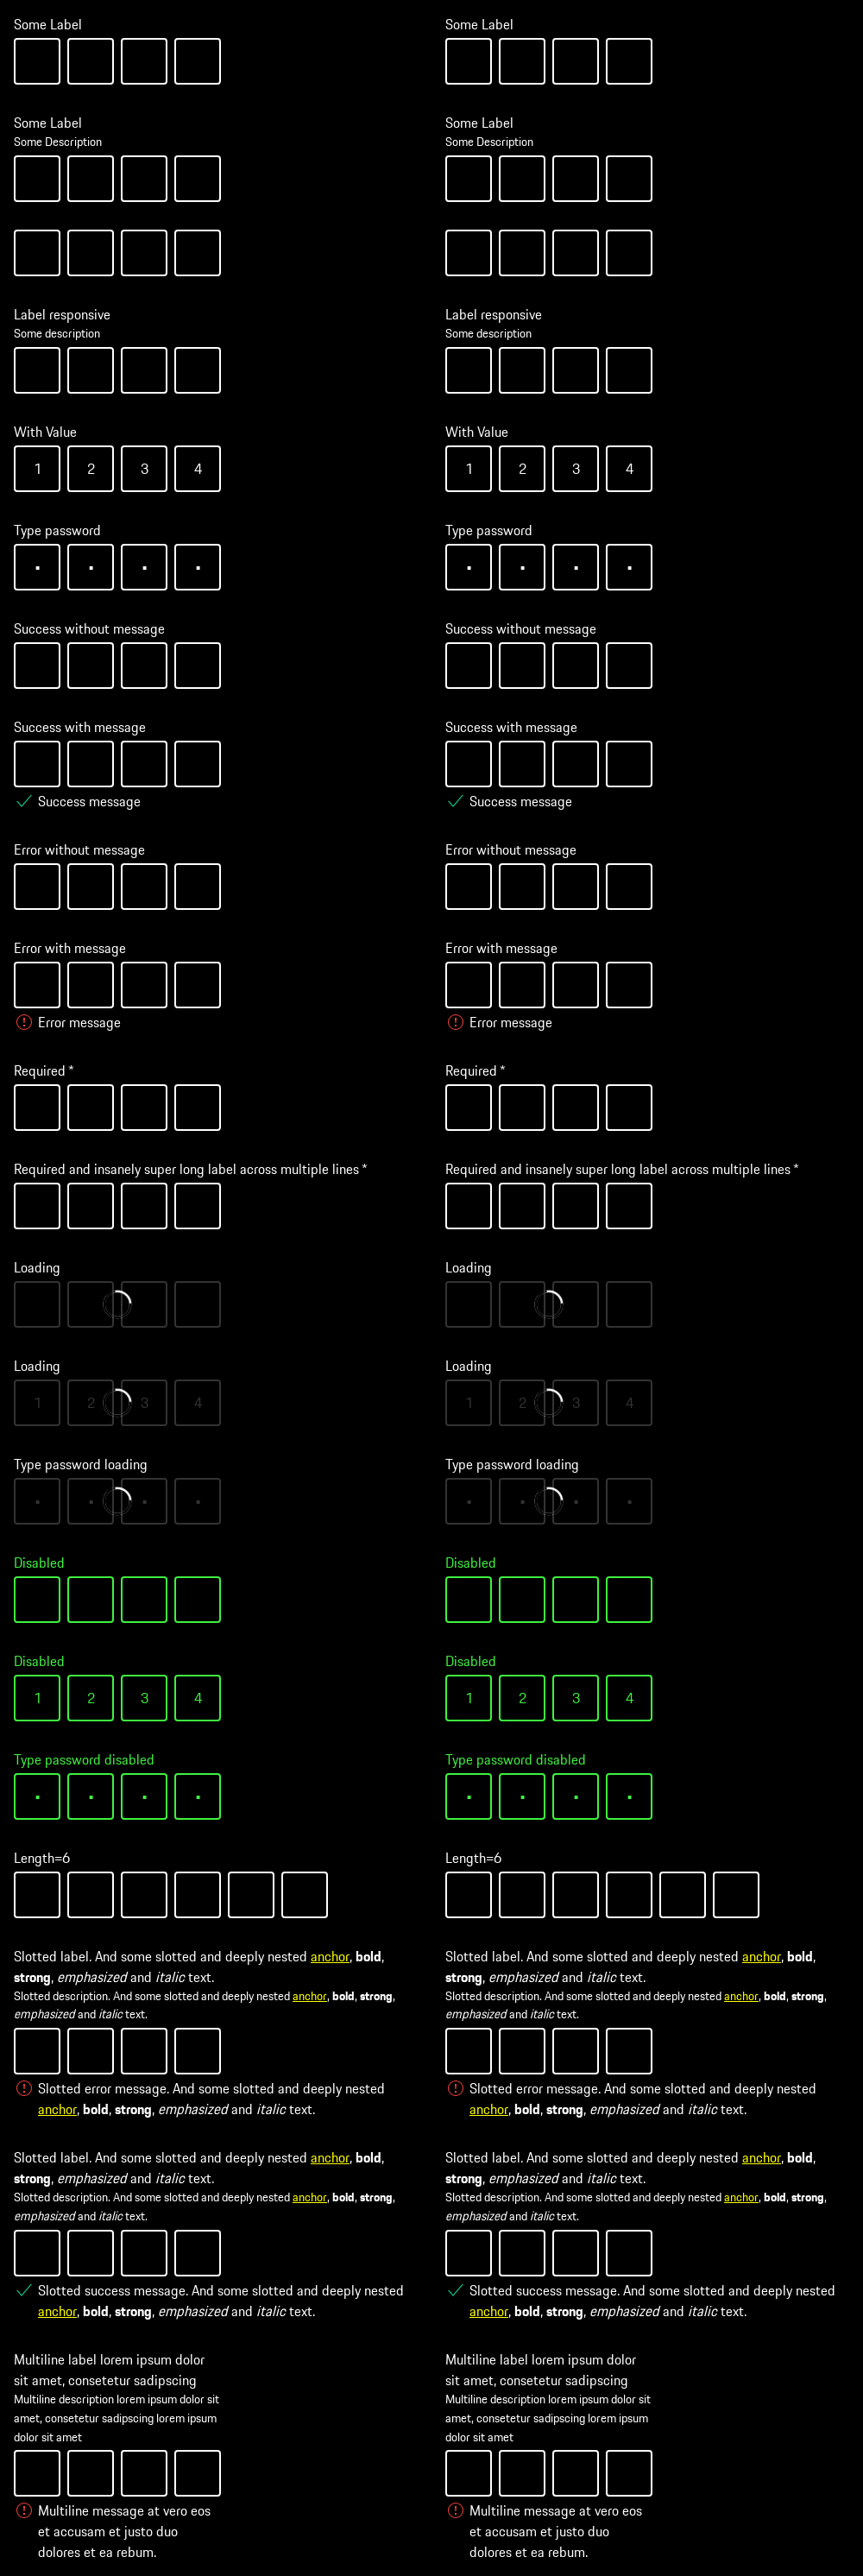 Some Label
Some Label
Some Description
Label responsive
Some description
With Value
1 2 3 4
Type password
Success without message
Success with message
Success message
Error without message
Error with message
Error message
Required *
Required and insanely super long label across multiple lines *
Loading
Loading
1 2 3 4
Type password loading
Disabled
Disabled
1 2 3 4
Type password disabled
Length=6
Slotted label. And some slotted and deeply nested anchor, bold,
strong, emphasized and italic text.
Slotted description. And some slotted and deeply nested anchor, bold, strong,
emphasized and italic text.
Slotted error message. And some slotted and deeply nested
anchor, bold, strong, emphasized and italic text.
Slotted label. And some slotted and deeply nested anchor, bold,
strong, emphasized and italic text.
Slotted description. And some slotted and deeply nested anchor, bold, strong,
emphasized and italic text.
Slotted success message. And some slotted and deeply nested
anchor, bold, strong, emphasized and italic text.
Multiline label lorem ipsum dolor
sit amet, consetetur sadipscing
Multiline description lorem ipsum dolor sit
amet, consetetur sadipscing lorem ipsum
dolor sit amet
Multiline message at vero eos
et accusam et justo duo
dolores et ea rebum.
Some Label
Some Label
Some Description
Label responsive
Some description
With Value
1 2 3 4
Type password
Success without message
Success with message
Success message
Error without message
Error with message
Error message
Required *
Required and insanely super long label across multiple lines *
Loading
Loading
1 2 3 4
Type password loading
Disabled
Disabled
1 2 3 4
Type password disabled
Length=6
Slotted label. And some slotted and deeply nested anchor, bold,
strong, emphasized and italic text.
Slotted description. And some slotted and deeply nested anchor, bold, strong,
emphasized and italic text.
Slotted error message. And some slotted and deeply nested
anchor, bold, strong, emphasized and italic text.
Slotted label. And some slotted and deeply nested anchor, bold,
strong, emphasized and italic text.
Slotted description. And some slotted and deeply nested anchor, bold, strong,
emphasized and italic text.
Slotted success message. And some slotted and deeply nested
anchor, bold, strong, emphasized and italic text.
Multiline label lorem ipsum dolor
sit amet, consetetur sadipscing
Multiline description lorem ipsum dolor sit
amet, consetetur sadipscing lorem ipsum
dolor sit amet
Multiline message at vero eos
et accusam et justo duo
dolores et ea rebum.